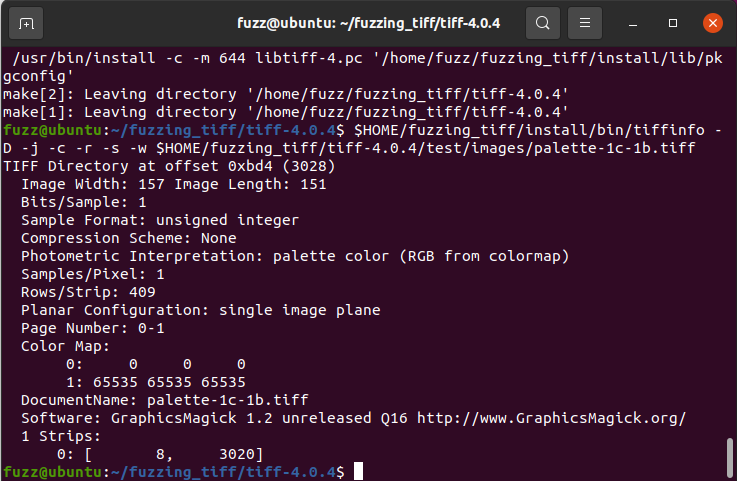 fuzz@ubuntu: ~/fuzzing_tiff/tiff-4.0.4
/usr/bin/install -c -m 644 libtiff-4.pc '/home/fuzz/fuzzing_tiff/install/lib/pk
gconfig'
make[2]: Leaving directory '/home/fuzz/fuzzing_tiff/tiff-4.0.4'
make[1]: Leaving directory '/home/fuzz/fuzzing_tiff/tiff-4.0.4'
fuzz@ubuntu:~/fuzzing_tiff/tiff-4.0.4$ $HOME/fuzzing_tiff/install/bin/tiffinfo -
D -j -c -r -s -w $HOME/fuzzing_tiff/tiff-4.0.4/test/images/palette-1c-1b.tiff
TIFF Directory at offset 0xbd4 (3028)
  Image Width: 157 Image Length: 151
  Bits/Sample: 1
  Sample Format: unsigned integer
  Compression Scheme: None
  Photometric Interpretation: palette color (RGB from colormap)
  Samples/Pixel: 1
  Rows/Strip: 409
  Planar Configuration: single image plane
  Page Number: 0-1
  Color Map:
       0:     0     0     0
       1: 65535 65535 65535
  DocumentName: palette-1c-1b.tiff
  Software: GraphicsMagick 1.2 unreleased Q16 http://www.GraphicsMagick.org/
  1 Strips:
      0: [       8,     3020]
fuzz@ubuntu:~/fuzzing_tiff/tiff-4.0.4$